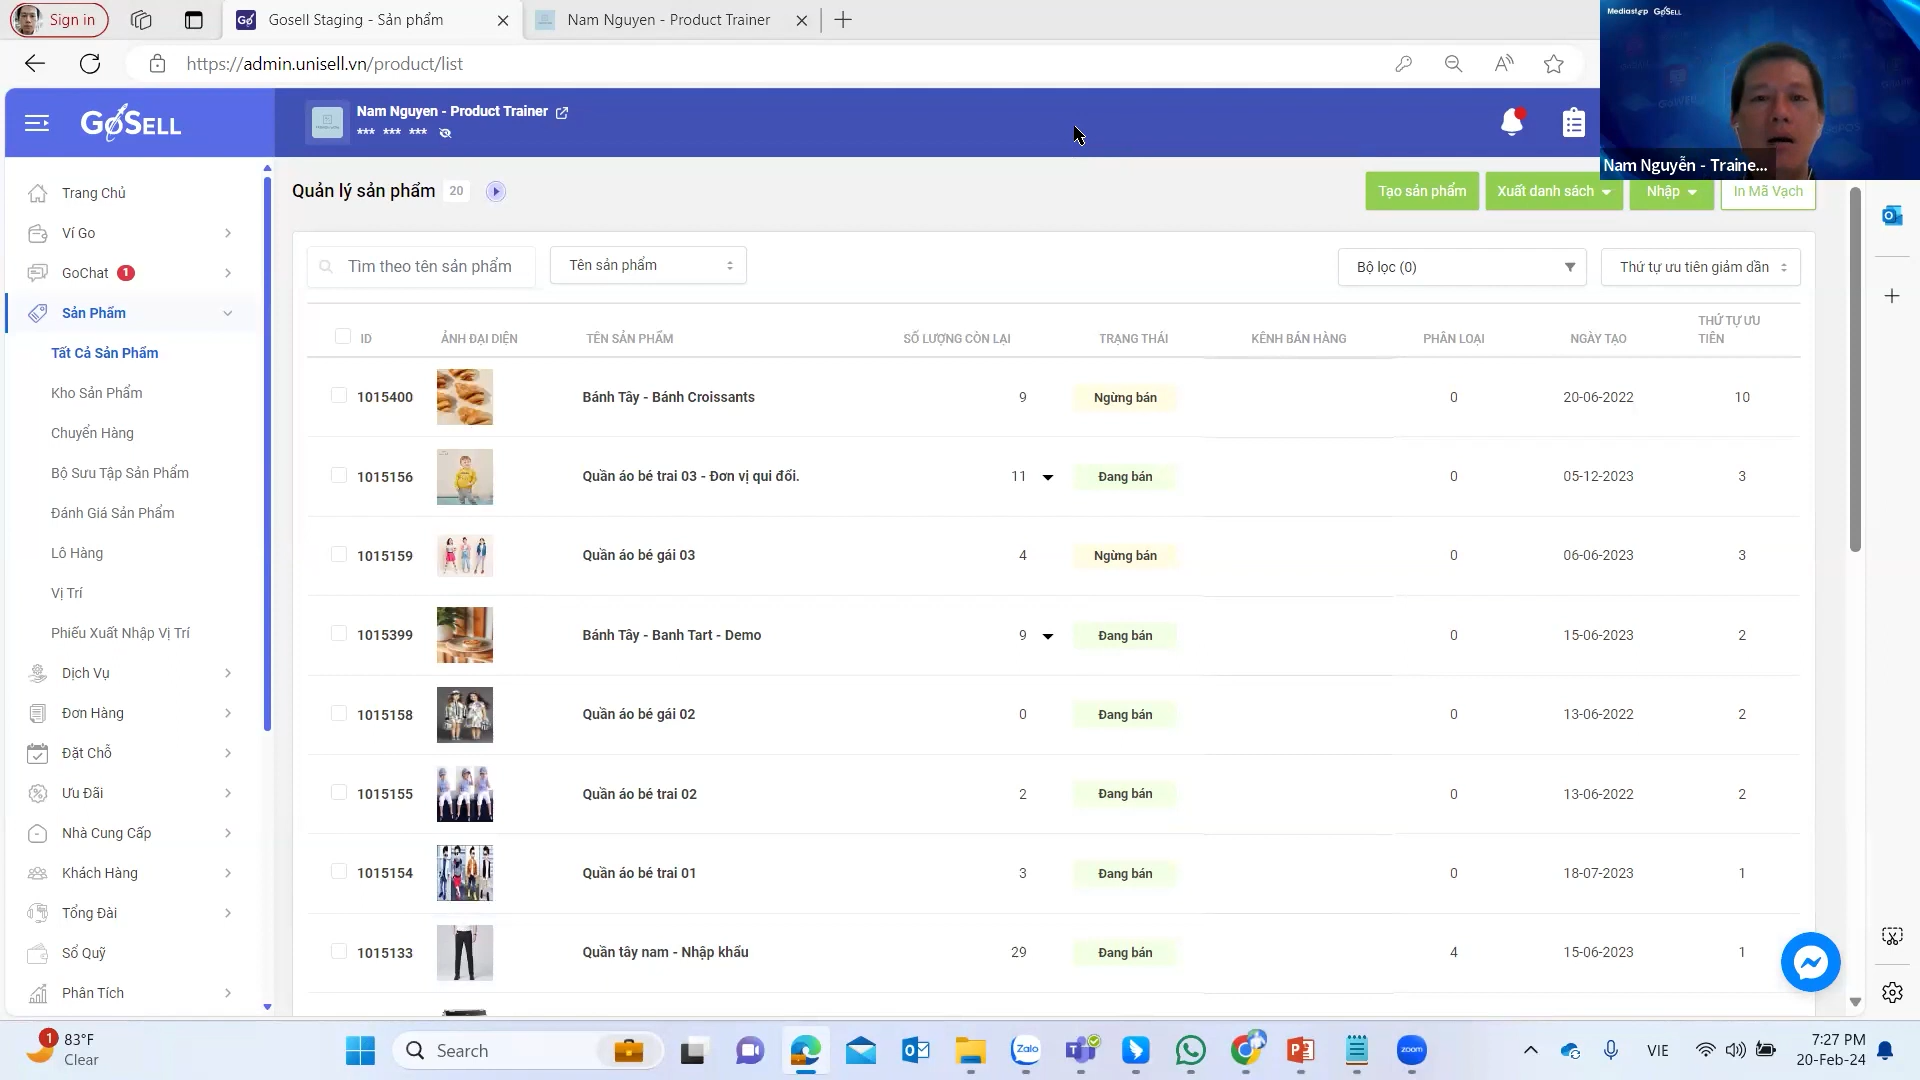 Sign in
Gosell Staging - Sản phẩm
Nam Nguyen - Product Trainer
https://admin.unisell.vn/product/list
Mediastep GoSELL
Nam Nguyễn - Traine...
GoSELL
Nam Nguyen - Product Trainer
*** *** ***
Trang Chủ
Ví Go
GoChat 1
Sản Phẩm
Tất Cả Sản Phẩm
Kho Sản Phẩm
Chuyển Hàng
Bộ Sưu Tập Sản Phẩm
Đánh Giá Sản Phẩm
Lô Hàng
Vị Trí
Phiếu Xuất Nhập Vị Trí
Dịch Vụ
Đơn Hàng
Đặt Chỗ
Ưu Đãi
Nhà Cung Cấp
Khách Hàng
Tổng Đài
Sổ Quỹ
Phân Tích
Quản lý sản phẩm 20
Tạo sản phẩm
Xuất danh sách
Nhập
In Mã Vạch
Tìm theo tên sản phẩm
Tên sản phẩm
Bộ lọc (0)
Thứ tự ưu tiên giảm dần
ID ẢNH ĐẠI DIỆN TÊN SẢN PHẨM SỐ LƯỢNG CÒN LẠI TRẠNG THÁI KÊNH BÁN HÀNG PHÂN LOẠI NGÀY TẠO THỨ TỰ ƯU TIÊN
1015400 Bánh Tây - Bánh Croissants 9 Ngừng bán 0 20-06-2022 10
1015156 Quần áo bé trai 03 - Đơn vị qui đổi. 11 Đang bán 0 05-12-2023 3
1015159 Quần áo bé gái 03 4 Ngừng bán 0 06-06-2023 3
1015399 Bánh Tây - Banh Tart - Demo 9 Đang bán 0 15-06-2023 2
1015158 Quần áo bé gái 02 0 Đang bán 0 13-06-2022 2
1015155 Quần áo bé trai 02 2 Đang bán 0 13-06-2022 2
1015154 Quần áo bé trai 01 3 Đang bán 0 18-07-2023 1
1015133 Quần tây nam - Nhập khẩu 29 Đang bán 4 15-06-2023 1
1
83°F
Clear
Search
Zalo
zoom
VIE
7:27 PM
20-Feb-24